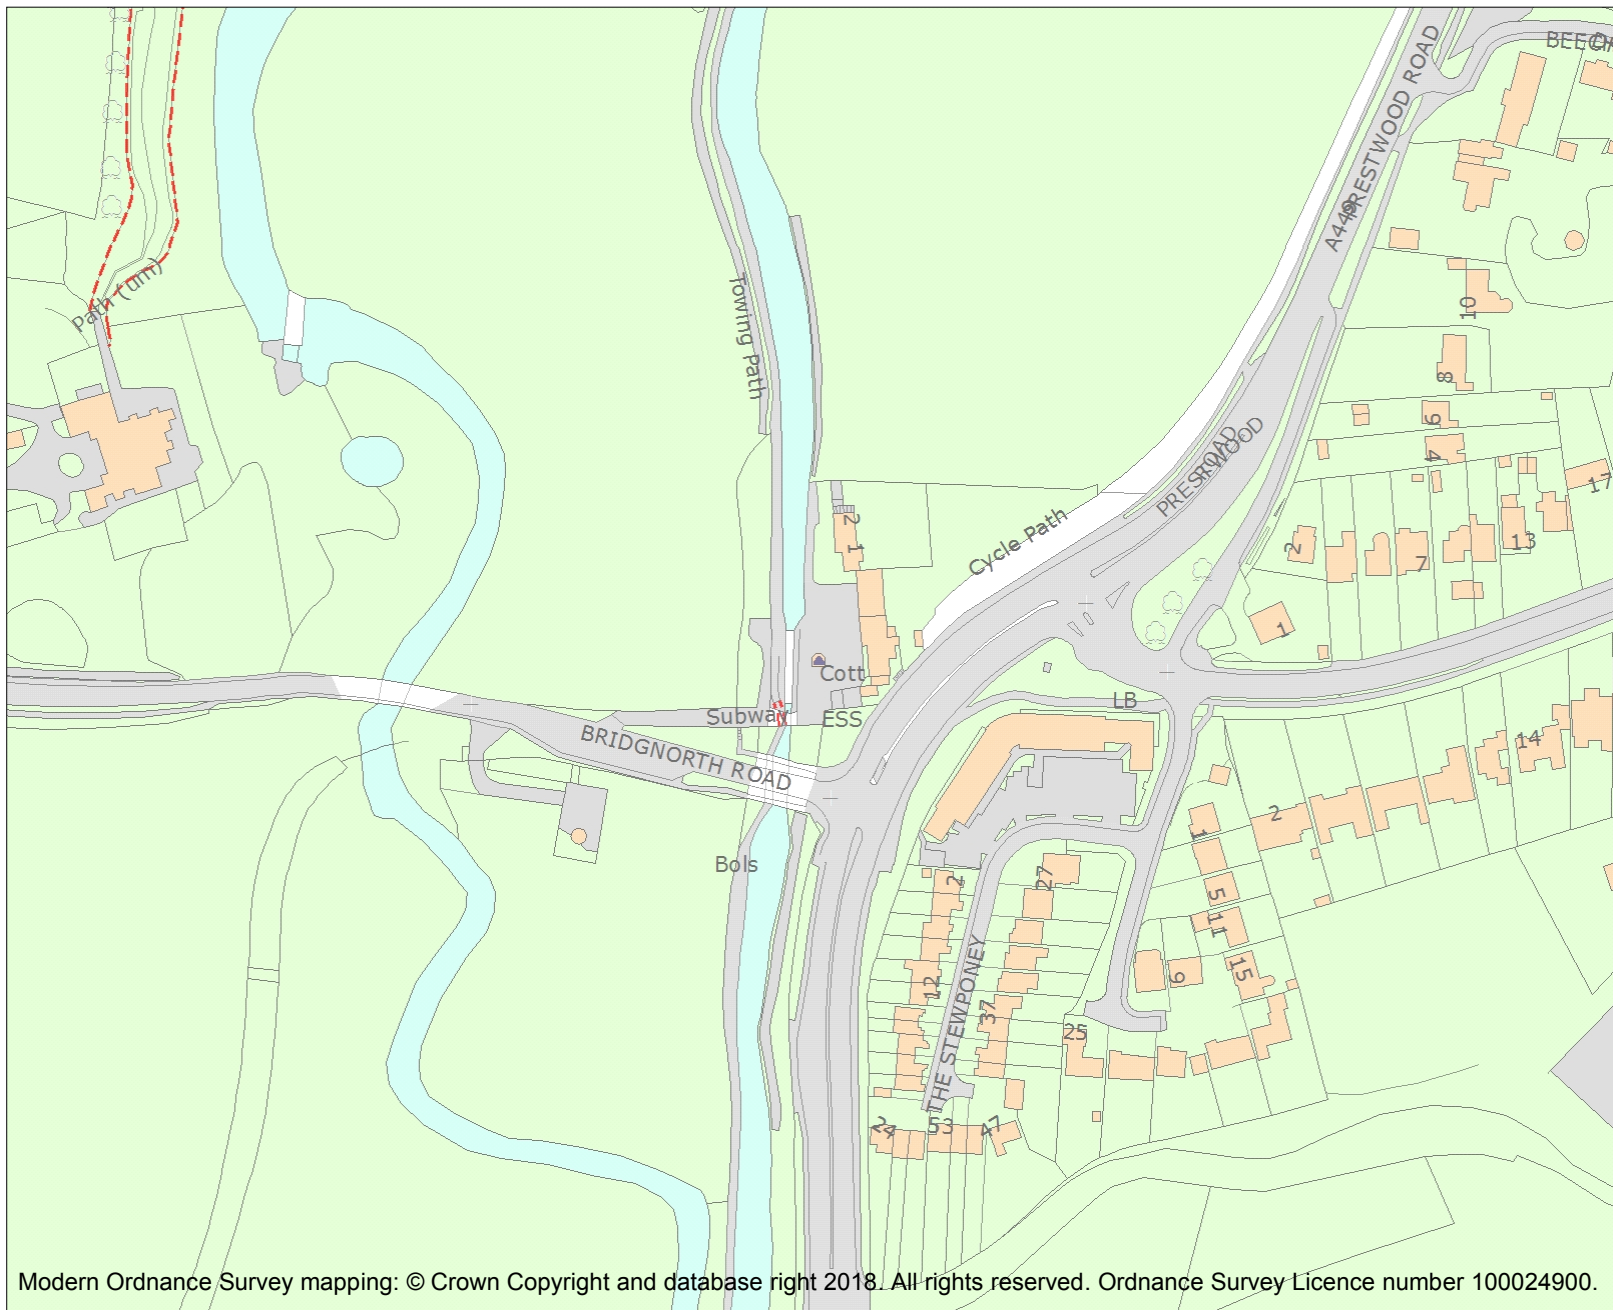 BEECH
PRESTWOOD ROAD
A449
Path (um)
Towing Path
10
8
6
4
17
PRESTWOOD
ROAD
2
1
Cycle Path
2
7
13
1
Cott
LB
Subway
ESS
BRIDGNORTH ROAD
14
2
1
Bols
2
27
5
11
THE STEWPONEY
12
9
15
37
25
24
53
47
Modern Ordnance Survey mapping: © Crown Copyright and database right 2018. All rights reserved. Ordnance Survey Licence number 100024900.